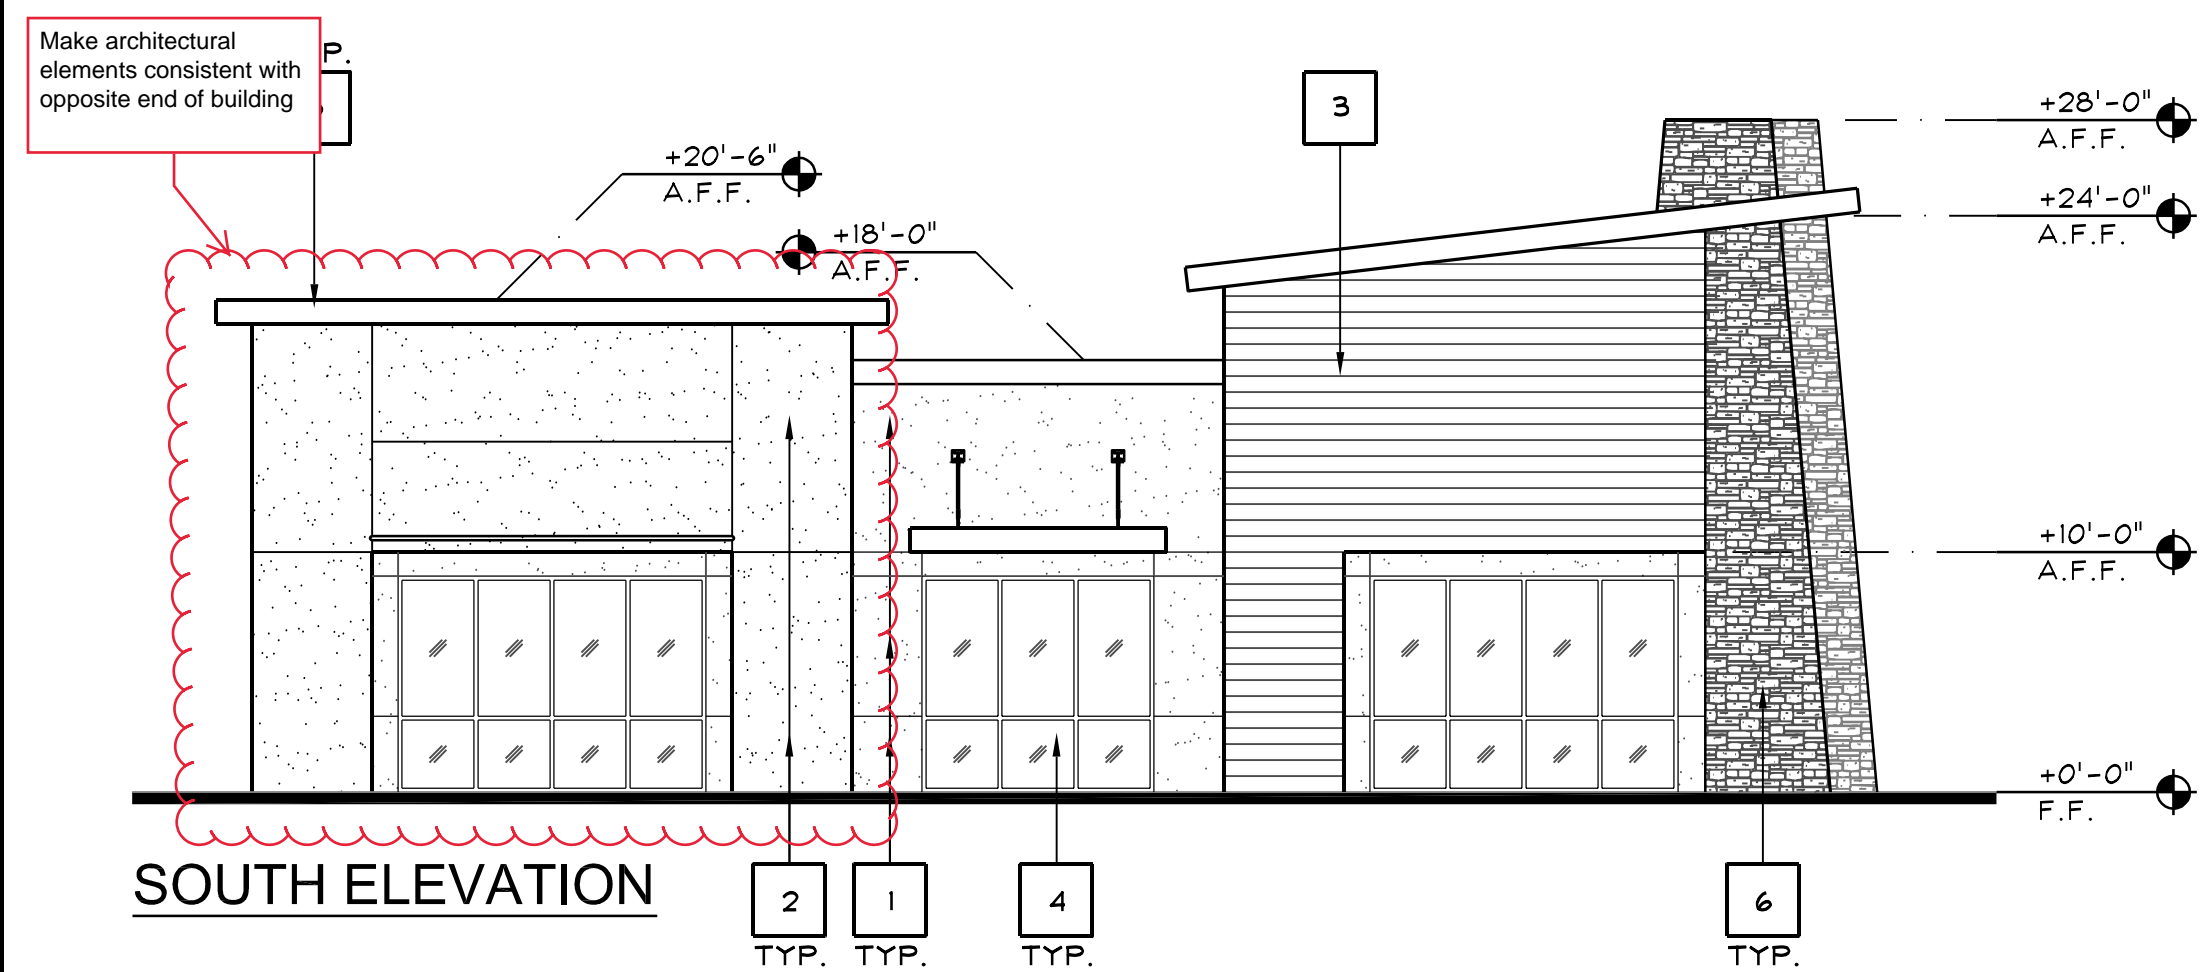 Make architectural
elements consistent with
opposite end of building
P.
3
+20'-6"
A.F.F.
+18'-0"
A.F.F.
+28'-0"
A.F.F.
+24'-0"
A.F.F.
+10'-0"
A.F.F.
+0'-0"
F.F.
SOUTH ELEVATION
2
TYP.
1
TYP.
4
TYP.
6
TYP.